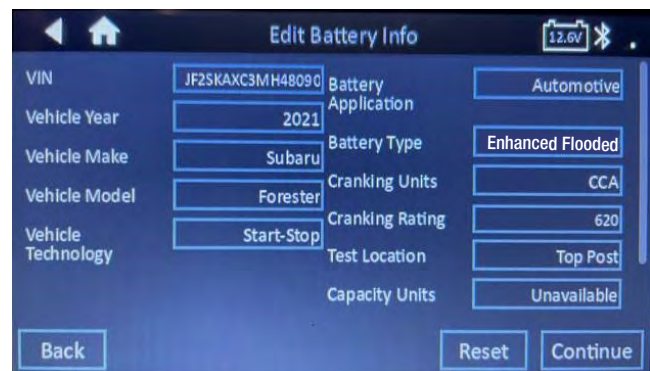 Edit Battery Info
12.6V
VIN JF2SKAXC3MH48090
Vehicle Year 2021
Vehicle Make Subaru
Vehicle Model Forester
Vehicle
Technology Start-Stop
Battery
Application Automotive
Battery Type Enhanced Flooded
Cranking Units CCA
Cranking Rating 620
Test Location Top Post
Capacity Units Unavailable
Back
Reset
Continue